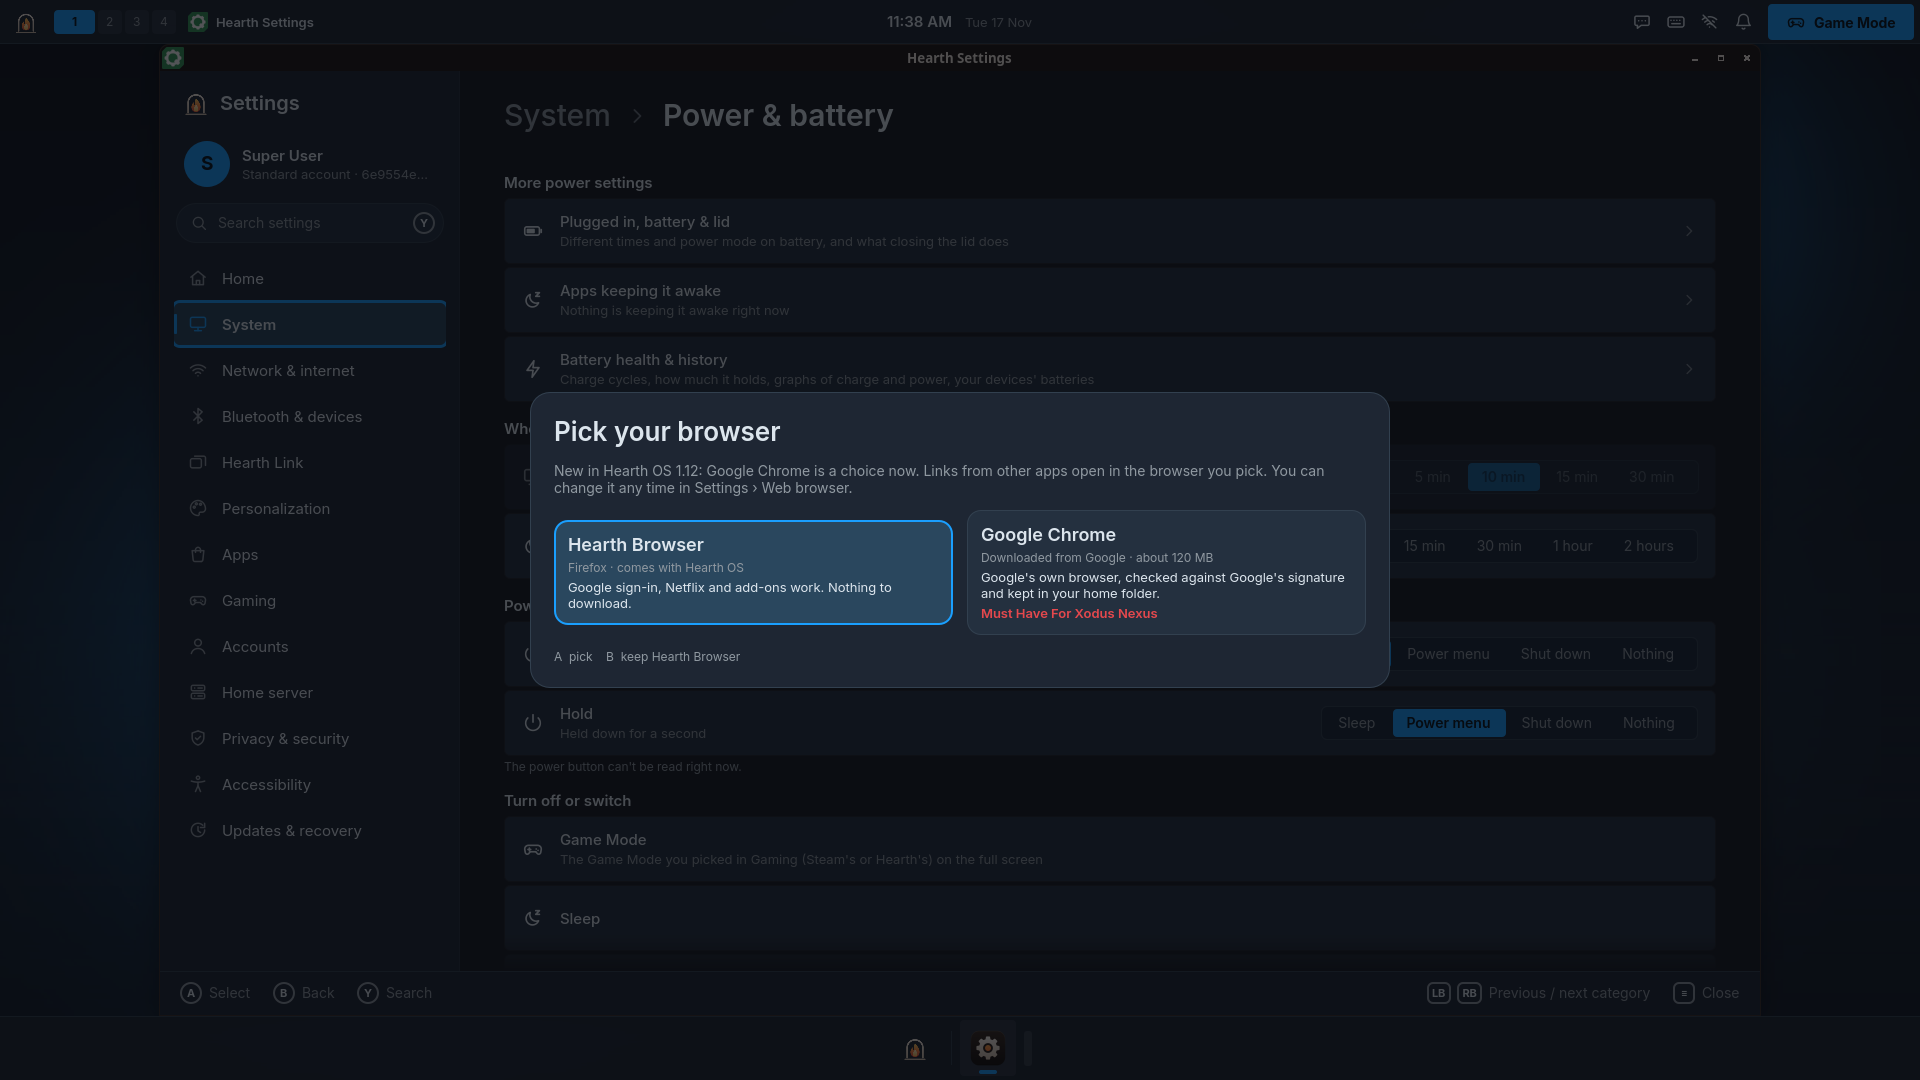 1 2 3 4 Hearth Settings
11:38 AM Tue 17 Nov
Game Mode
Hearth Settings
Settings
S
Super User
Standard account · 6e9554e...
Search settings Y
Home
System
Network & internet
Bluetooth & devices
Hearth Link
Personalization
Apps
Gaming
Accounts
Home server
Privacy & security
Accessibility
Updates & recovery
System › Power & battery
More power settings
Plugged in, battery & lid
Different times and power mode on battery, and what closing the lid does
Apps keeping it awake
Nothing is keeping it awake right now
Battery health & history
Charge cycles, how much it holds, graphs of charge and power, your devices' batteries
5 min 10 min 15 min 30 min
15 min 30 min 1 hour 2 hours
Pick your browser
New in Hearth OS 1.12: Google Chrome is a choice now. Links from other apps open in the browser you pick. You can
change it any time in Settings › Web browser.
Hearth Browser
Firefox · comes with Hearth OS
Google sign-in, Netflix and add-ons work. Nothing to
download.
Google Chrome
Downloaded from Google · about 120 MB
Google's own browser, checked against Google's signature
and kept in your home folder.
Must Have For Xodus Nexus
A pick B keep Hearth Browser
Power menu Shut down Nothing
Hold
Held down for a second
Sleep Power menu Shut down Nothing
The power button can't be read right now.
Turn off or switch
Game Mode
The Game Mode you picked in Gaming (Steam's or Hearth's) on the full screen
Sleep
A Select B Back Y Search
LB RB Previous / next category Close